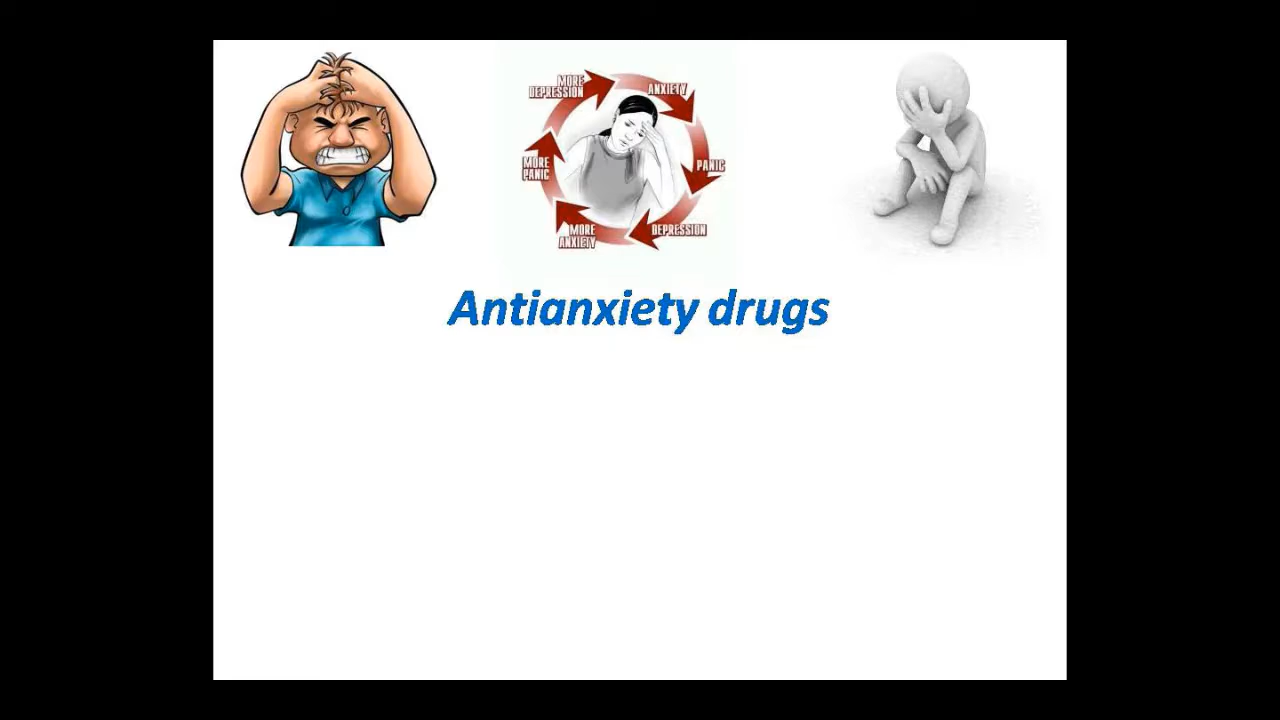 MORE
DEPRESSION
ANXIETY
PANIC
DEPRESSION
MORE
ANXIETY
MORE
PANIC
Antianxiety drugs